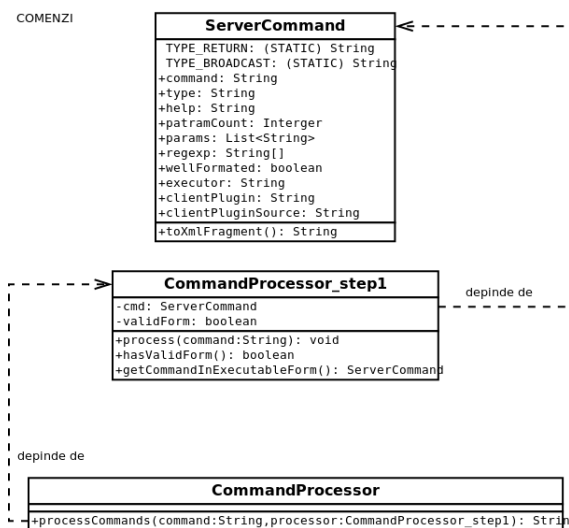 COMENZI
ServerCommand
TYPE_RETURN: (STATIC) String
TYPE_BROADCAST: (STATIC) String
+command: String
+type: String
+help: String
+patramCount: Interger
+params: List<String>
+regexp: String[]
+wellFormated: boolean
+executor: String
+clientPlugin: String
+clientPluginSource: String
+toXmlFragment(): String
CommandProcessor_step1
-cmd: ServerCommand
-validForm: boolean
+process(command:String): void
+hasValidForm(): boolean
+getCommandInExecutableForm(): ServerCommand
depinde de
depinde de
CommandProcessor
+processCommands(command:String,processor:CommandProcessor_step1): Strin